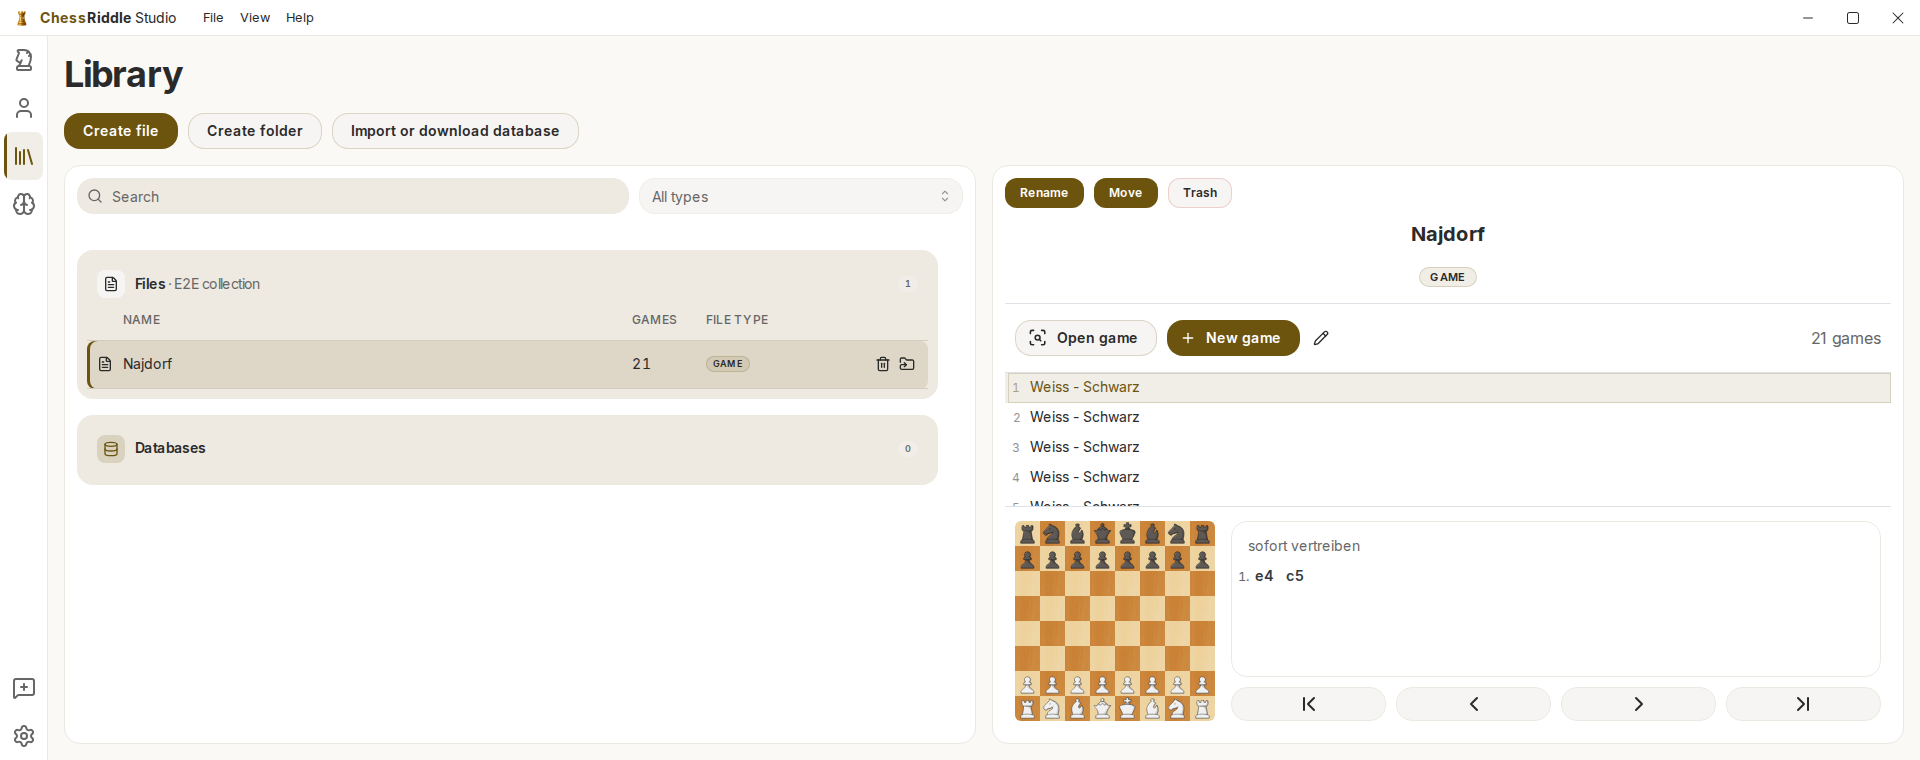 ChessRiddle Studio File View Help
Library
Create file Create folder Import or download database
Search All types
Rename Move Trash
Najdorf
GAME
Files · E2E collection 1
NAME GAMES FILE TYPE
Najdorf 21 GAME
Databases 0
Open game New game 21 games
1 Weiss - Schwarz
2 Weiss - Schwarz
3 Weiss - Schwarz
4 Weiss - Schwarz
5 Weiss - Schwarz
sofort vertreiben
1. e4 c5